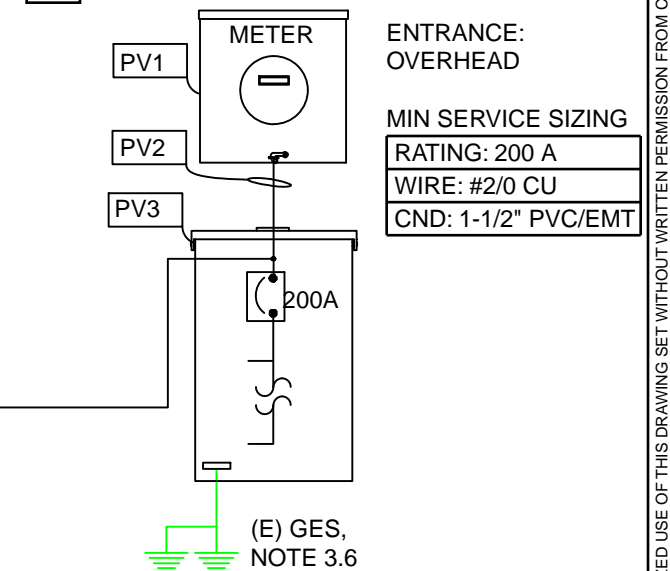 METER
ENTRANCE:
OVERHEAD
PV1
MIN SERVICE SIZING
PV2
RATING: 200 A
WIRE: #2/0 CU
CND: 1-1/2" PVC/EMT
PV3
200A
(E) GES,
NOTE 3.6
USE OF THIS DRAWING SET WITHOUT WRITTEN PERMISSION FROM